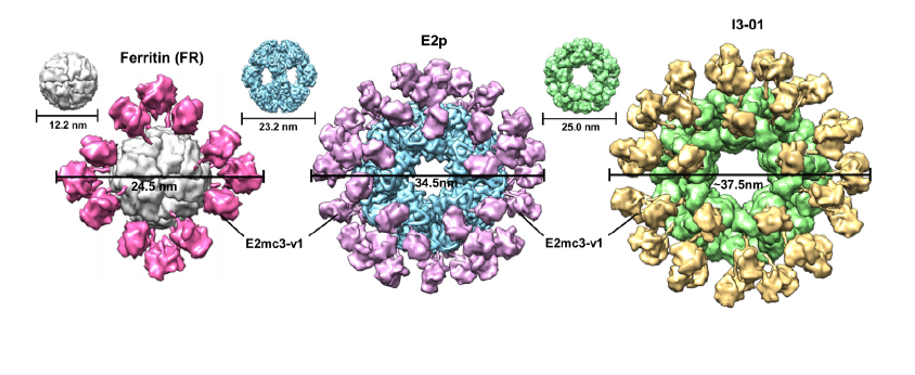 Ferritin (FR)
12.2 nm
24.5 nm
E2mc3-v1
E2p
23.2 nm
34.5nm
E2mc3-v1
I3-01
25.0 nm
~37.5nm